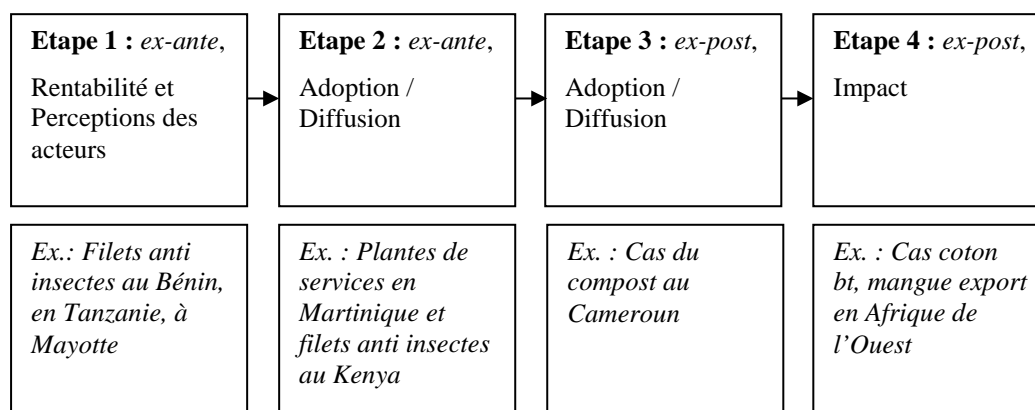 Etape 1 : ex-ante,
Rentabilité et
Perceptions des
acteurs
Etape 2 : ex-ante,
Adoption /
Diffusion
Etape 3 : ex-post,
Adoption /
Diffusion
Etape 4 : ex-post,
Impact
Ex.: Filets anti
insectes au Bénin,
en Tanzanie, à
Mayotte
Ex. : Plantes de
services en
Martinique et
filets anti insectes
au Kenya
Ex. : Cas du
compost au
Cameroun
Ex. : Cas coton
bt, mangue export
en Afrique de
l’Ouest